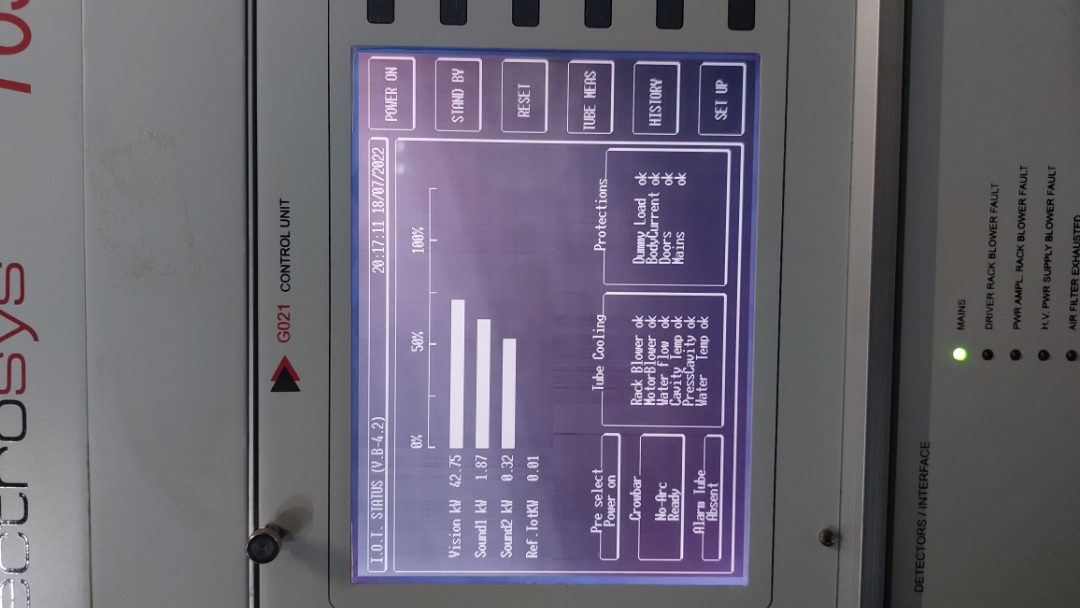 G021 CONTROL UNIT
I.O.T. STATUS (V.B-4.2) 20:17:11 18/07/2022
0% 50% 100%
Vision kW 42.75
Sound1 kW 1.87
Sound2 kW 0.32
Ref.TotKW 0.01
Pre select
Power on
Crowbar
No-Arc
Ready
Alarm Tube
Absent
Tube Cooling
Rack Blower ok
MotorBlower ok
Water flow ok
Cavity Temp ok
PressCavity ok
Water Temp ok
Protections
Dummy Load ok
BodyCurrent ok
Doors ok
Mains ok
POWER ON
STAND BY
RESET
TUBE MEAS
HISTORY
SET UP
DETECTORS / INTERFACE
MAINS
DRIVER RACK BLOWER FAULT
PWR AMPL. RACK BLOWER FAULT
H.V. PWR SUPPLY BLOWER FAULT
AIR FILTER EXHAUSTED